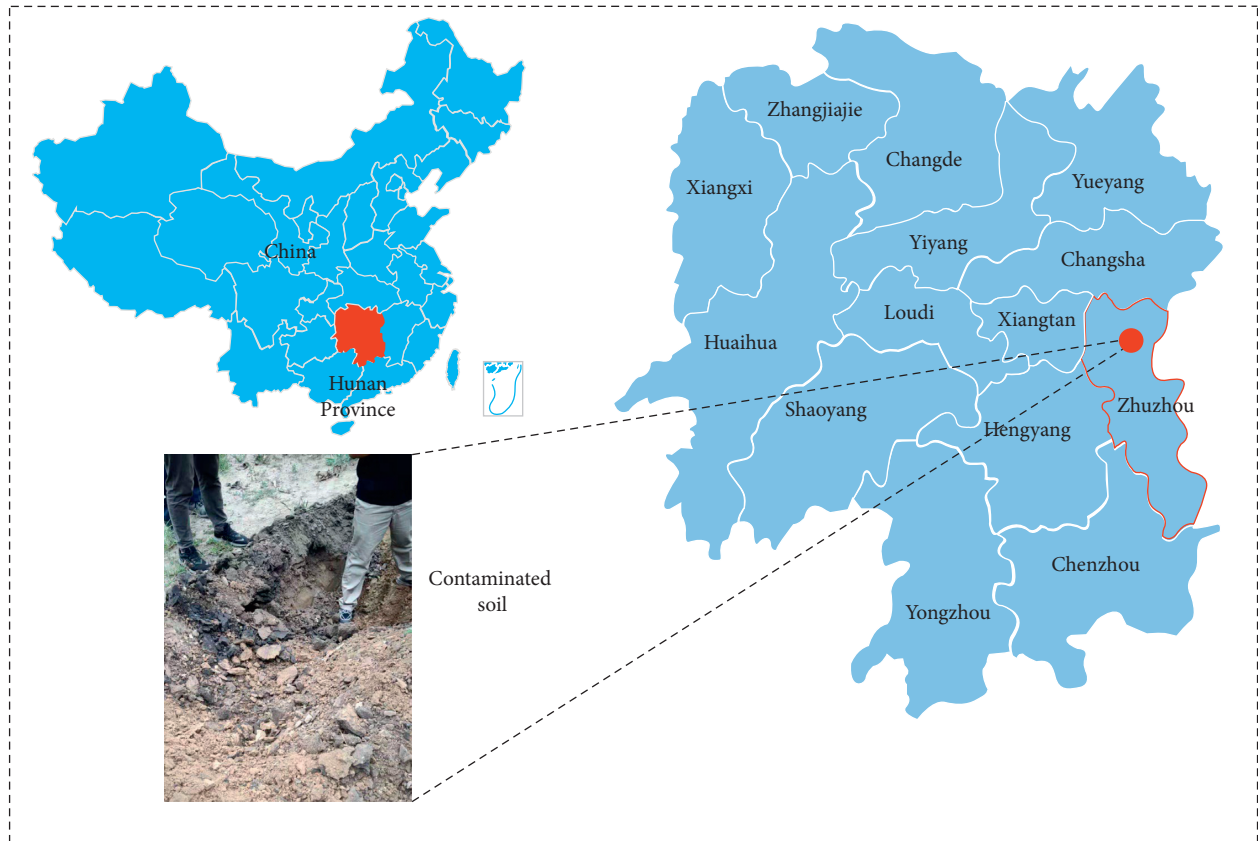 China
Hunan
Province
Contaminated
soil
Zhangjiajie
Changde
Xiangxi
Yueyang
Yiyang
Changsha
Loudi
Xiangtan
Huaihua
Shaoyang
Zhuzhou
Hengyang
Chenzhou
Yongzhou